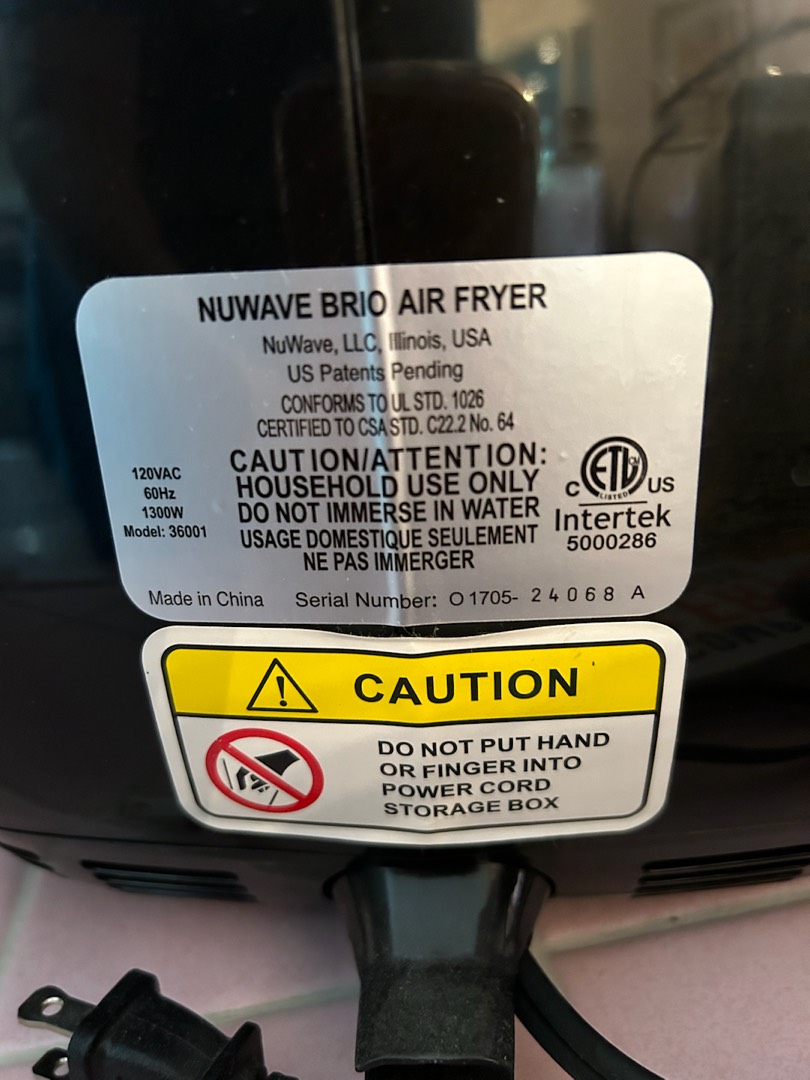 NUWAVE BRIO AIR FRYER
NuWave, LLC, Illinois, USA
US Patents Pending
CONFORMS TO UL STD. 1026
CERTIFIED TO CSA STD. C22.2 No. 64
120VAC
60Hz
1300W
Model: 36001
CAUTION/ATTENTION:
HOUSEHOLD USE ONLY
DO NOT IMMERSE IN WATER
USAGE DOMESTIQUE SEULEMENT
NE PAS IMMERGER
ETL CM
LISTED
C US
Intertek
5000286
Made in China Serial Number: O1705- 24068 A
CAUTION
DO NOT PUT HAND
OR FINGER INTO
POWER CORD
STORAGE BOX